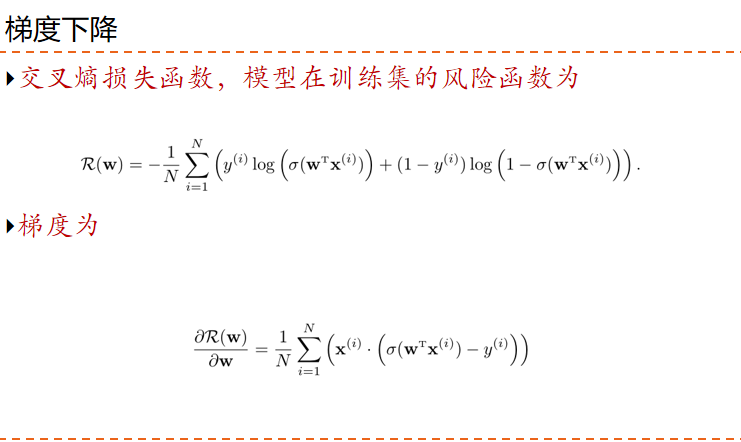 梯度下降
交叉熵损失函数，模型在训练集的风险函数为
$\mathcal{R}(\mathbf{w}) = -\frac{1}{N}\sum_{i=1}^{N}\left(y^{(i)}\log\left(\sigma(\mathbf{w}^{\mathrm{T}}\mathbf{x}^{(i)})\right)+(1-y^{(i)})\log\left(1-\sigma(\mathbf{w}^{\mathrm{T}}\mathbf{x}^{(i)})\right)\right).$
梯度为
$\frac{\partial\mathcal{R}(\mathbf{w})}{\partial\mathbf{w}} = \frac{1}{N}\sum_{i=1}^{N}\left(\mathbf{x}^{(i)}\cdot\left(\sigma(\mathbf{w}^{\mathrm{T}}\mathbf{x}^{(i)})-y^{(i)}\right)\right)$